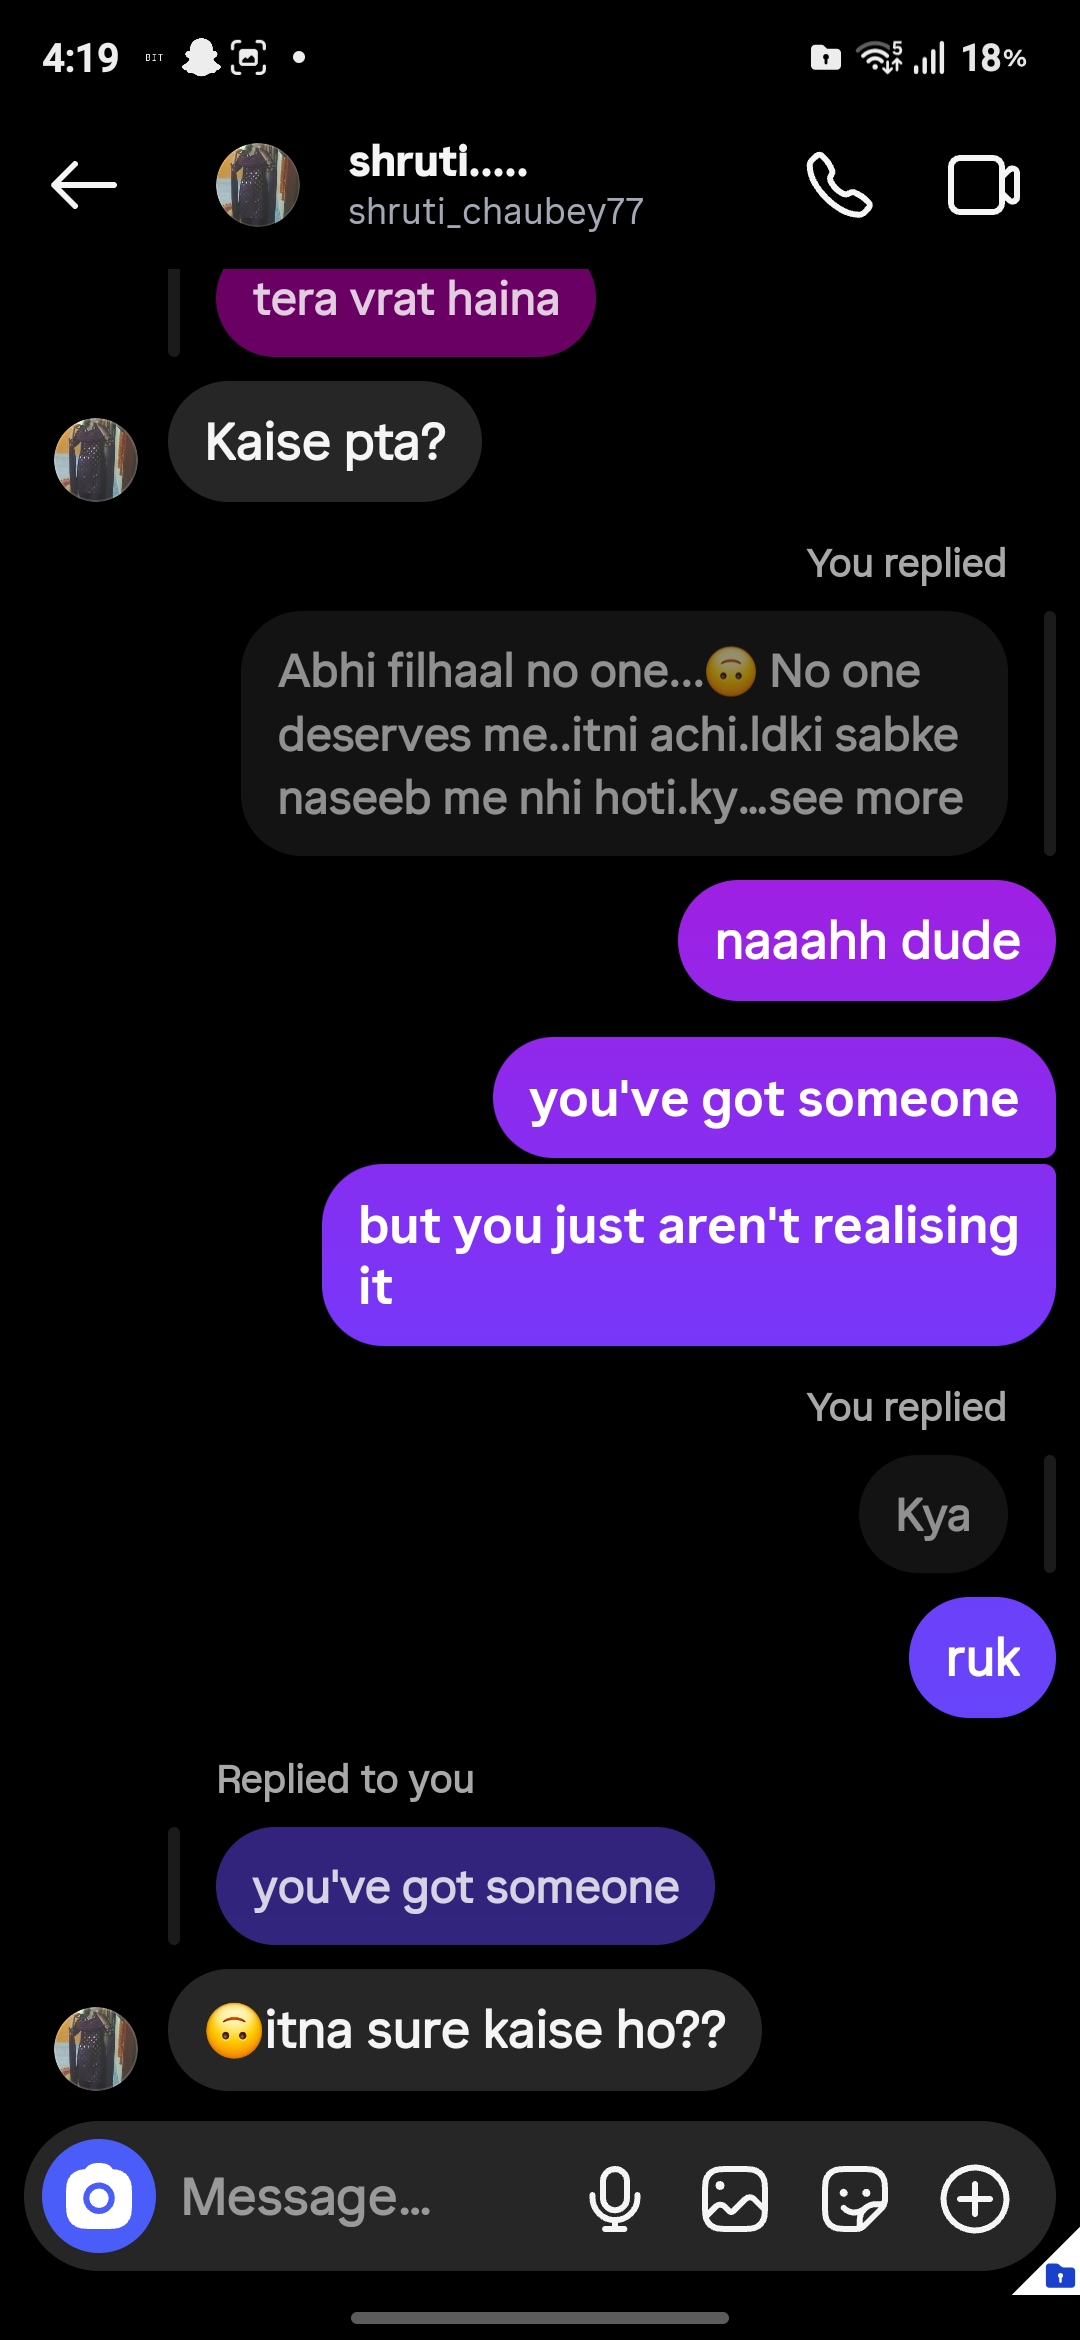 4:19
BIT
5
18%
shruti.....
shruti_chaubey77
tera vrat haina
Kaise pta?
You replied
Abhi filhaal no one...🙃 No one
deserves me..itni achi.ldki sabke
naseeb me nhi hoti.ky...see more
naaahh dude
you've got someone
but you just aren't realising
it
You replied
Kya
ruk
Replied to you
you've got someone
🙃itna sure kaise ho??
Message...